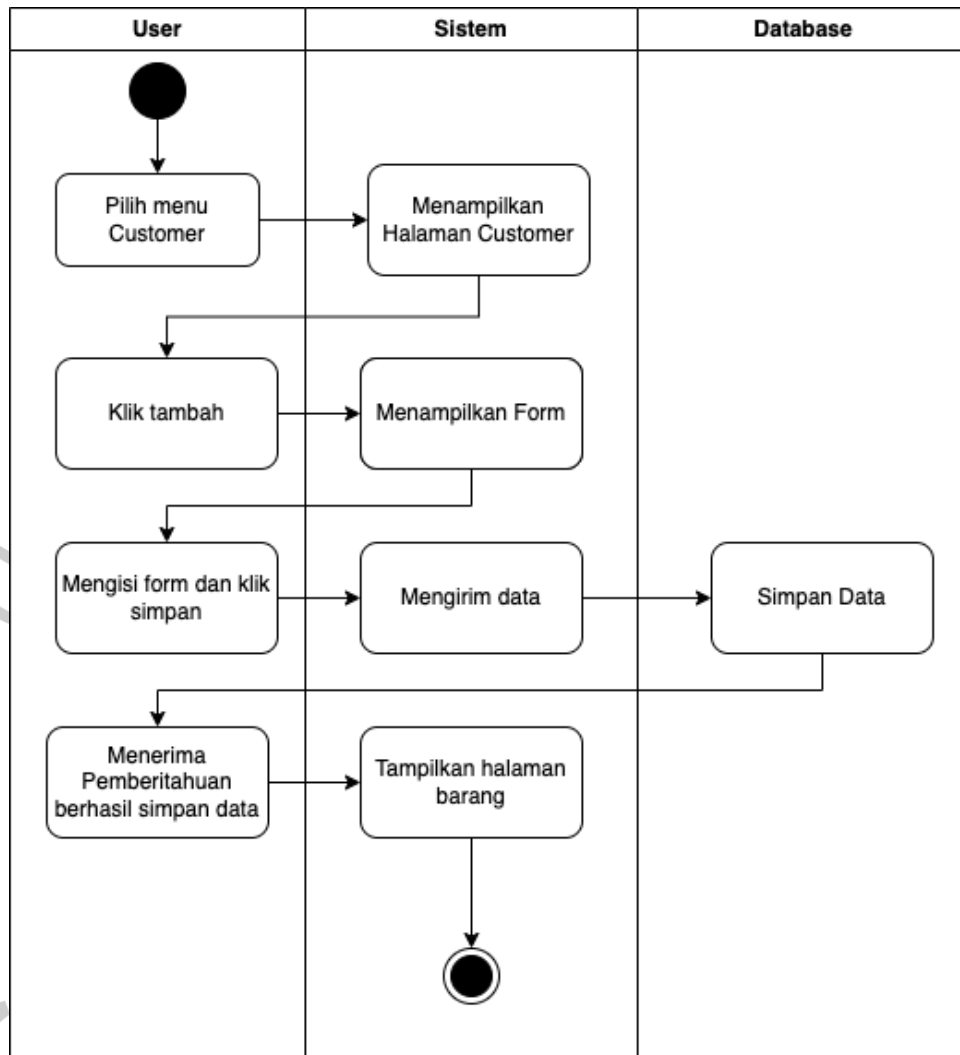 User
Sistem
Database
Pilih menu
Customer
Menampilkan
Halaman Customer
Klik tambah
Menampilkan Form
Mengisi form dan klik
simpan
Mengirim data
Simpan Data
Menerima
Pemberitahuan
berhasil simpan data
Tampilkan halaman
barang